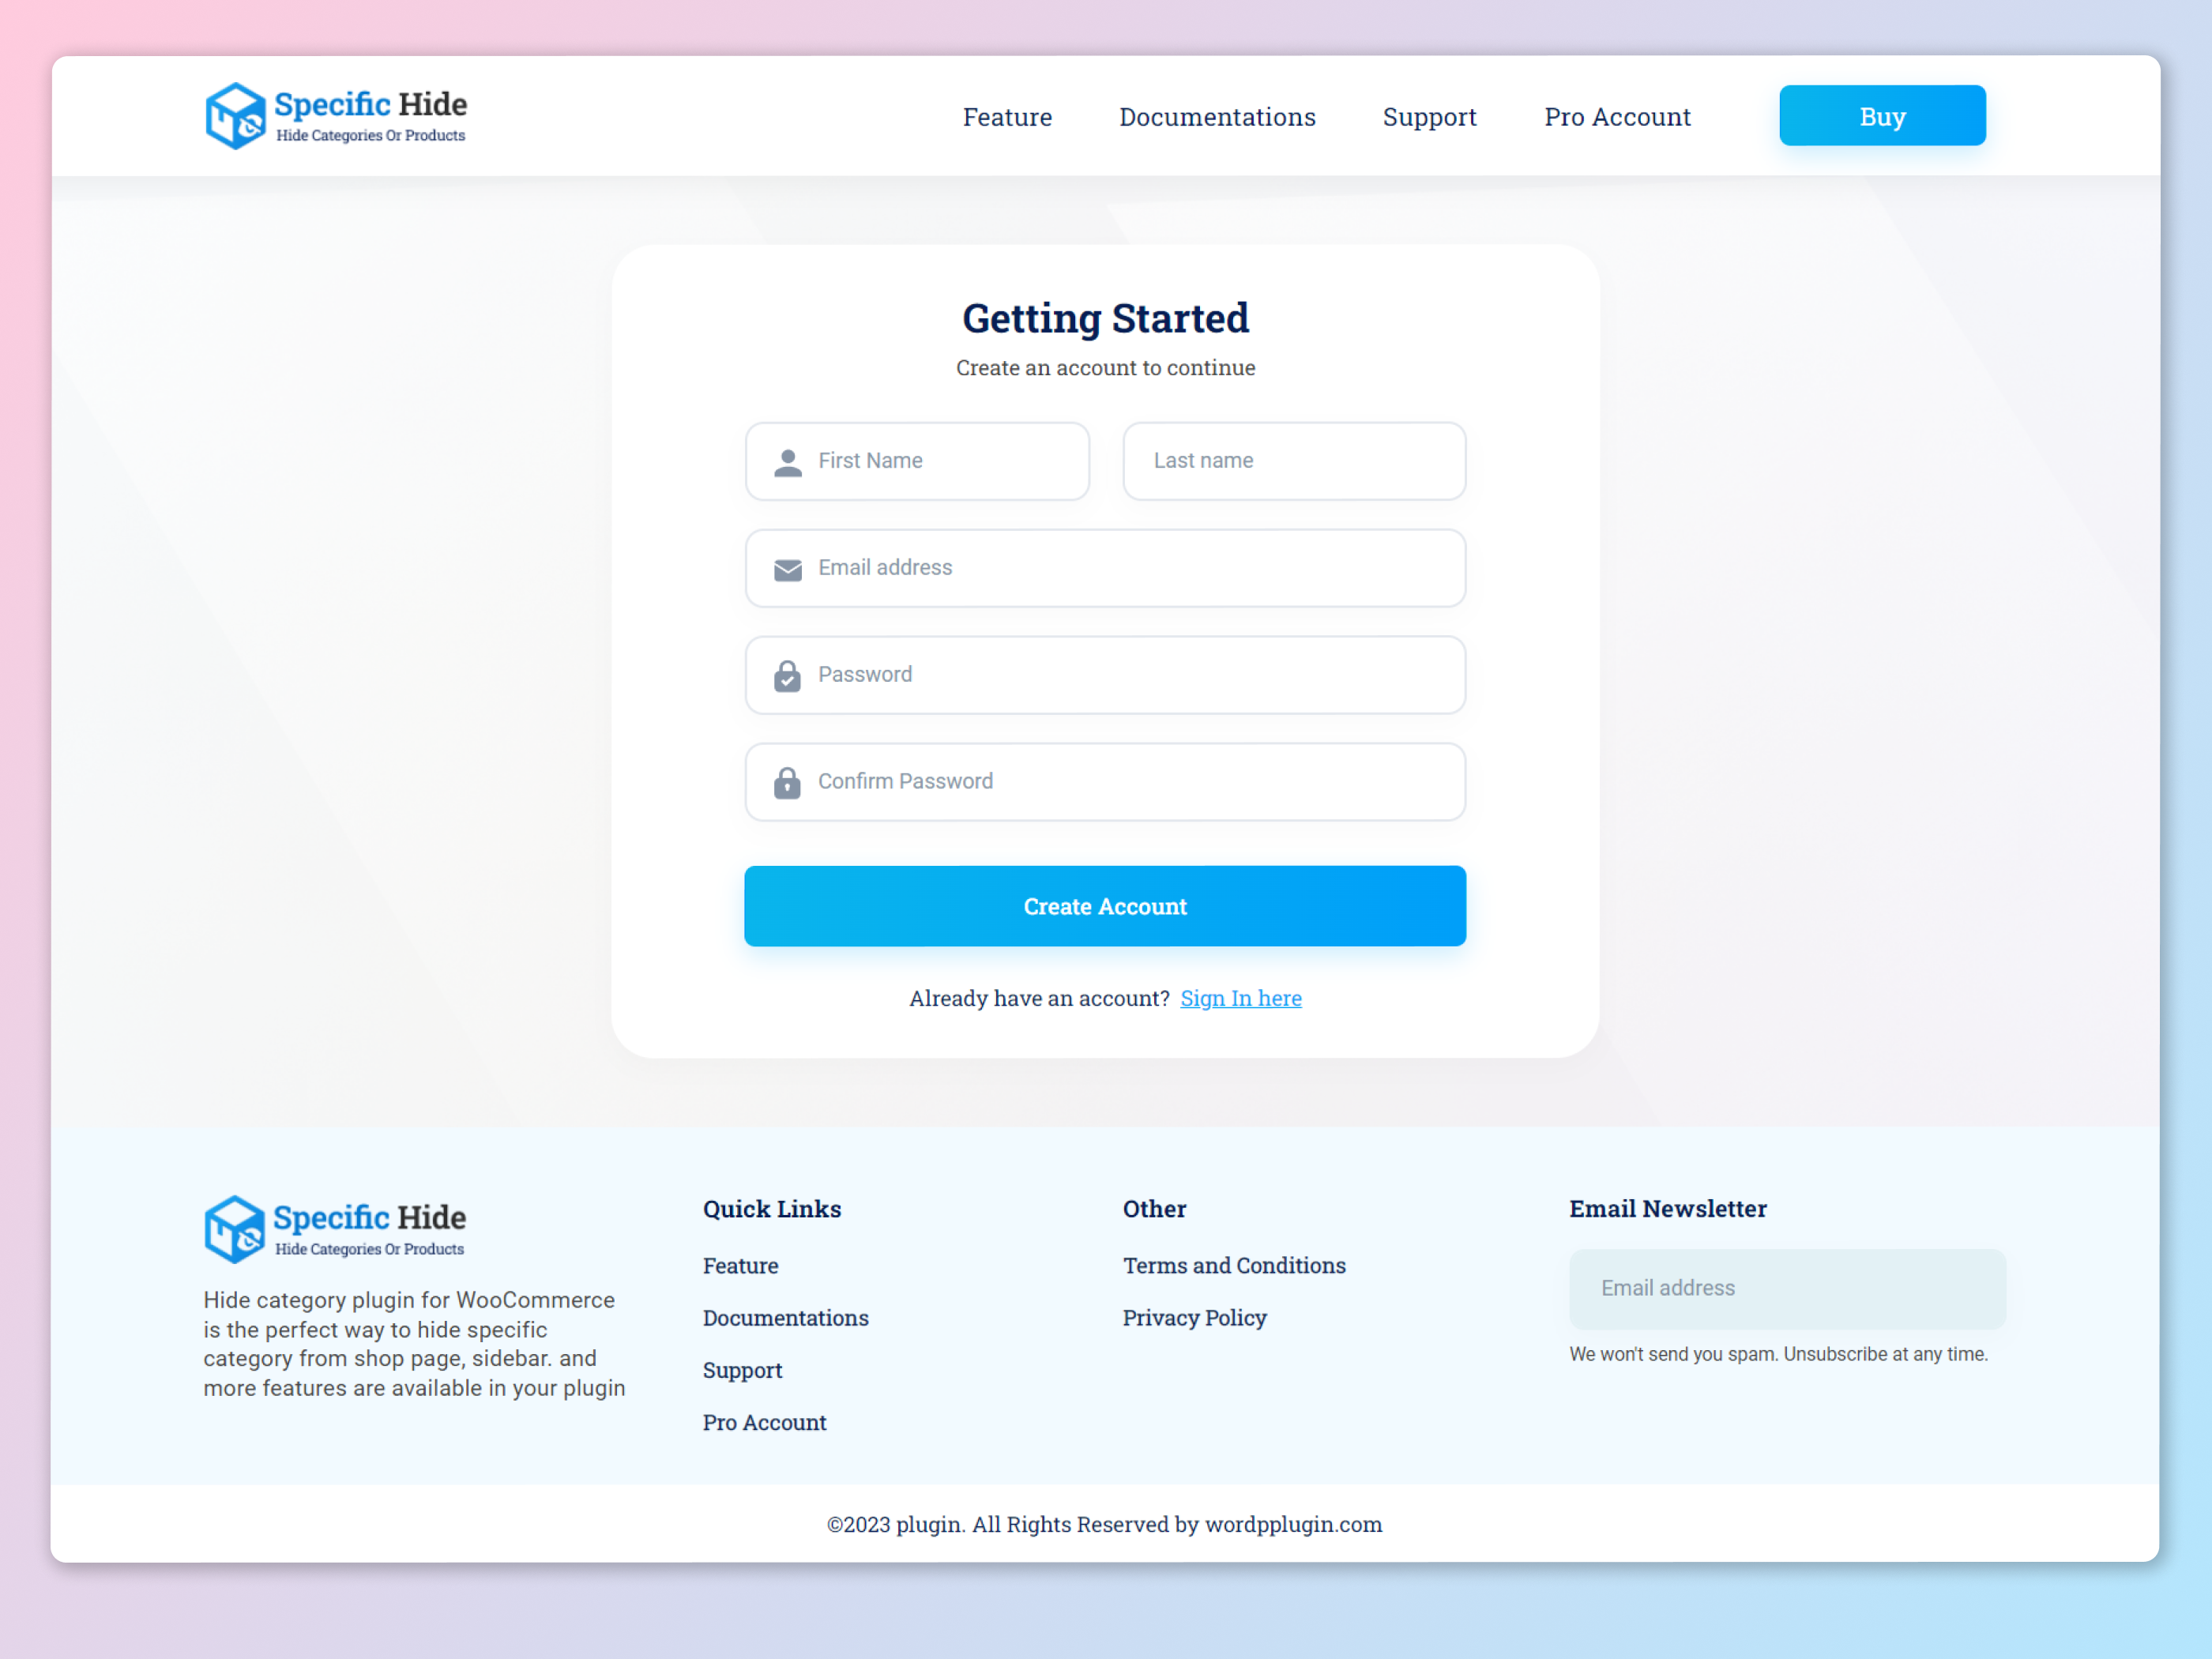 Specific Hide
Hide Categories Or Products
Feature
Documentations
Support
Pro Account
Buy
Getting Started
Create an account to continue
First Name
Last name
Email address
Password
Confirm Password
Create Account
Already have an account? Sign In here
Specific Hide
Hide Categories Or Products
Hide category plugin for WooCommerce
is the perfect way to hide specific
category from shop page, sidebar. and
more features are available in your plugin
Quick Links
Feature
Documentations
Support
Pro Account
Other
Terms and Conditions
Privacy Policy
Email Newsletter
Email address
We won't send you spam. Unsubscribe at any time.
©2023 plugin. All Rights Reserved by wordpplugin.com